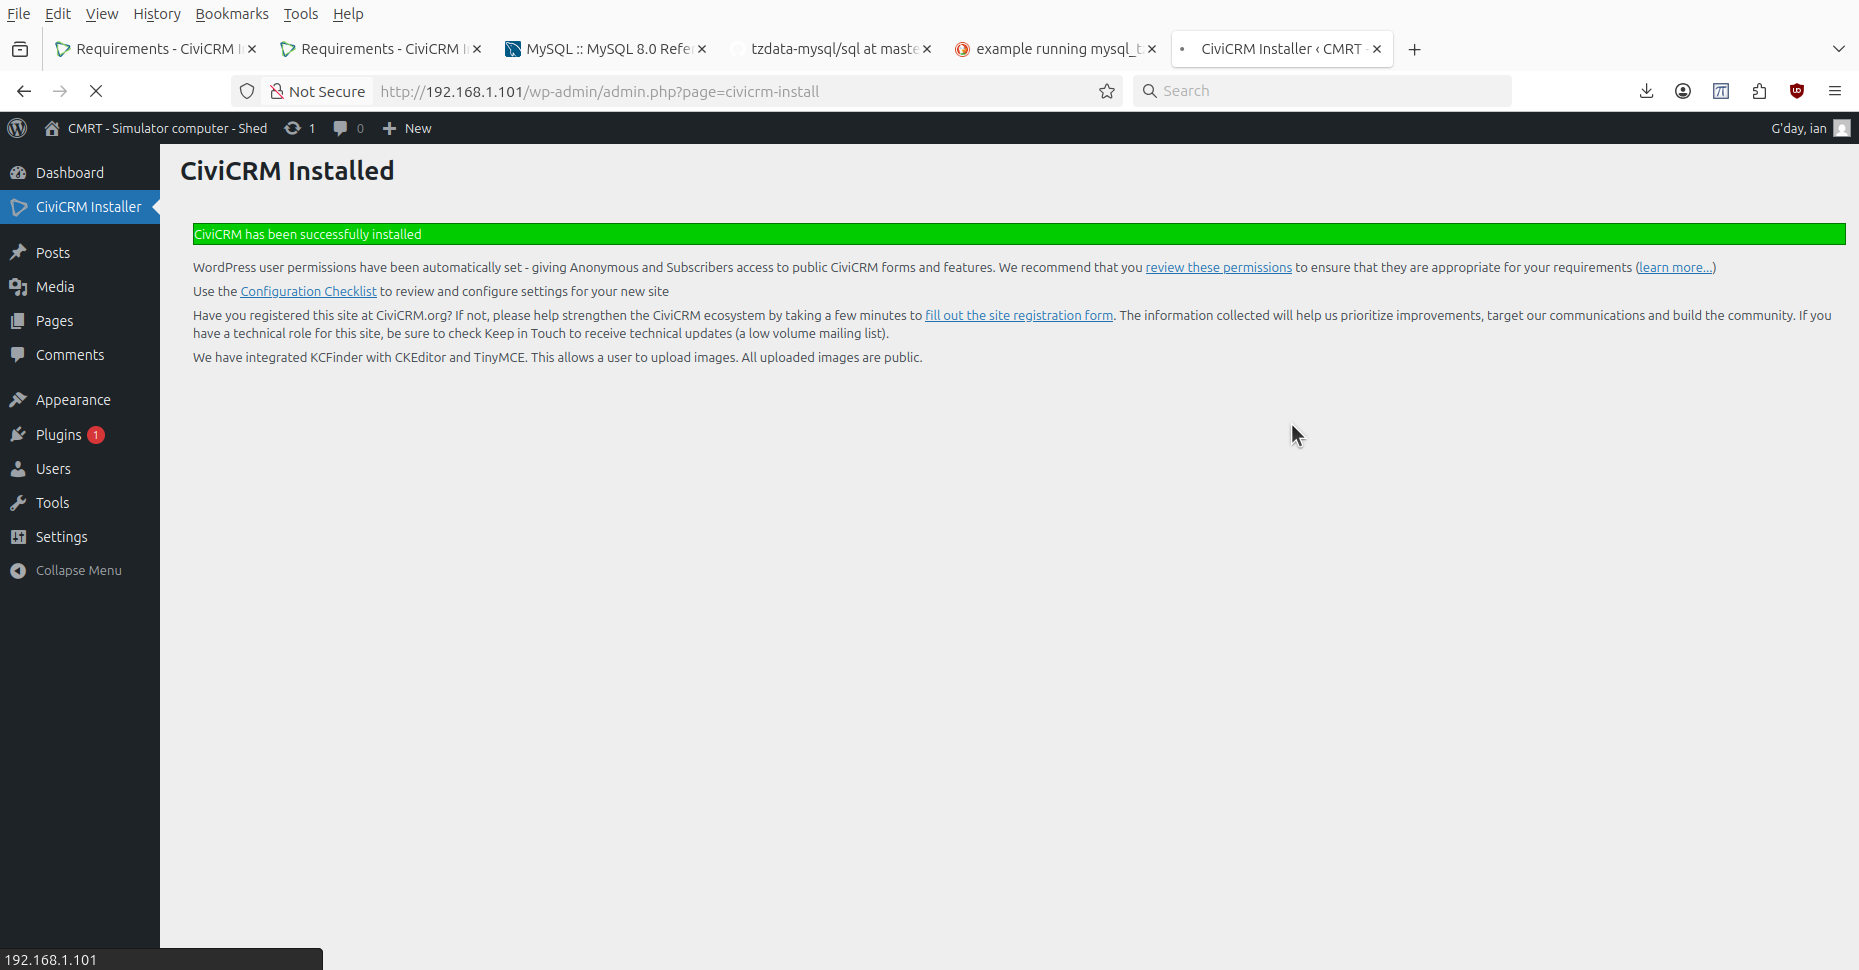 File Edit View History Bookmarks Tools Help
Requirements - CiviCRM I
Requirements - CiviCRM I
MySQL :: MySQL 8.0 Refe
tzdata-mysql/sql at maste
example running mysql_t
CiviCRM Installer ‹ CMRT -
Not Secure http://192.168.1.101/wp-admin/admin.php?page=civicrm-install Search
CMRT - Simulator computer - Shed 1 0 New G'day, ian
Dashboard
CiviCRM Installer
Posts
Media
Pages
Comments
Appearance
Plugins 1
Users
Tools
Settings
Collapse Menu
CiviCRM Installed
CiviCRM has been successfully installed
WordPress user permissions have been automatically set - giving Anonymous and Subscribers access to public CiviCRM forms and features. We recommend that you review these permissions to ensure that they are appropriate for your requirements (learn more...)
Use the Configuration Checklist to review and configure settings for your new site
Have you registered this site at CiviCRM.org? If not, please help strengthen the CiviCRM ecosystem by taking a few minutes to fill out the site registration form. The information collected will help us prioritize improvements, target our communications and build the community. If you
have a technical role for this site, be sure to check Keep in Touch to receive technical updates (a low volume mailing list).
We have integrated KCFinder with CKEditor and TinyMCE. This allows a user to upload images. All uploaded images are public.
192.168.1.101